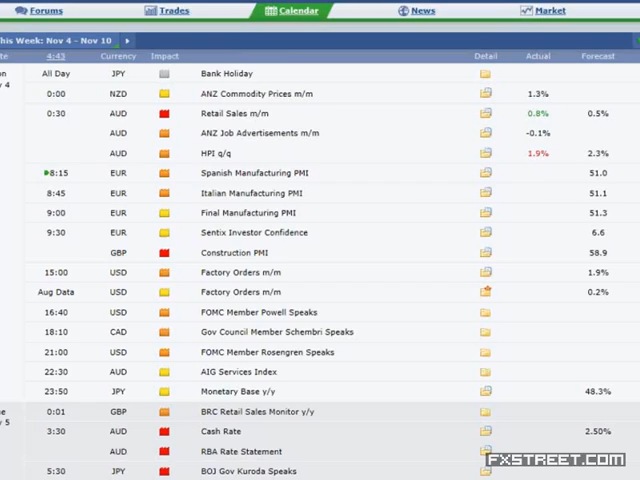 Forums Trades Calendar News Market
his Week: Nov 4 - Nov 10
te 4:43 Currency Impact Detail Actual Forecast
on All Day JPY Bank Holiday
v 4
0:00 NZD ANZ Commodity Prices m/m 1.3%
0:30 AUD Retail Sales m/m 0.8% 0.5%
AUD ANZ Job Advertisements m/m -0.1%
AUD HPI q/q 1.9% 2.3%
8:15 EUR Spanish Manufacturing PMI 51.0
8:45 EUR Italian Manufacturing PMI 51.1
9:00 EUR Final Manufacturing PMI 51.3
9:30 EUR Sentix Investor Confidence 6.6
GBP Construction PMI 58.9
15:00 USD Factory Orders m/m 1.9%
Aug Data USD Factory Orders m/m 0.2%
16:40 USD FOMC Member Powell Speaks
18:10 CAD Gov Council Member Schembri Speaks
21:00 USD FOMC Member Rosengren Speaks
22:30 AUD AIG Services Index
23:50 JPY Monetary Base y/y 48.3%
ue 0:01 GBP BRC Retail Sales Monitor y/y
v 5
3:30 AUD Cash Rate 2.50%
AUD RBA Rate Statement
5:30 JPY BOJ Gov Kuroda Speaks
FXSTREET.COM